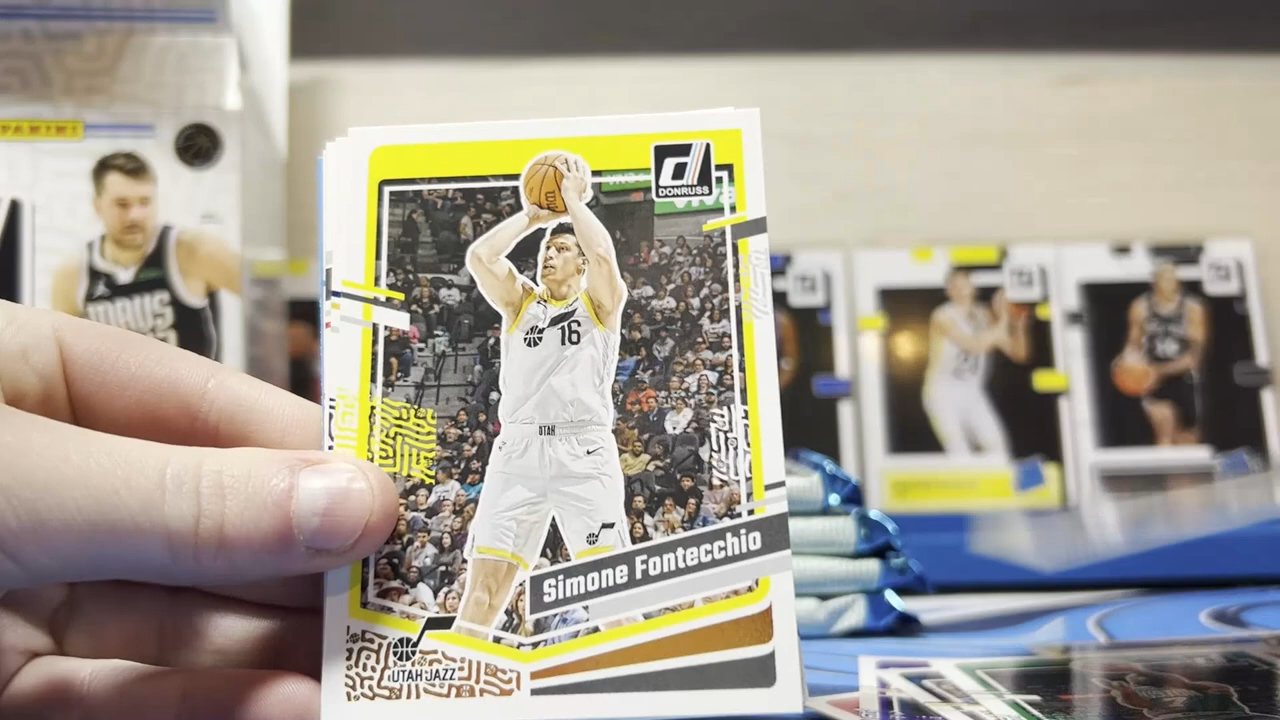 PANINI
MAVS
DONRUSS
16
UTAH
Simone Fontecchio
UTAH JAZZ